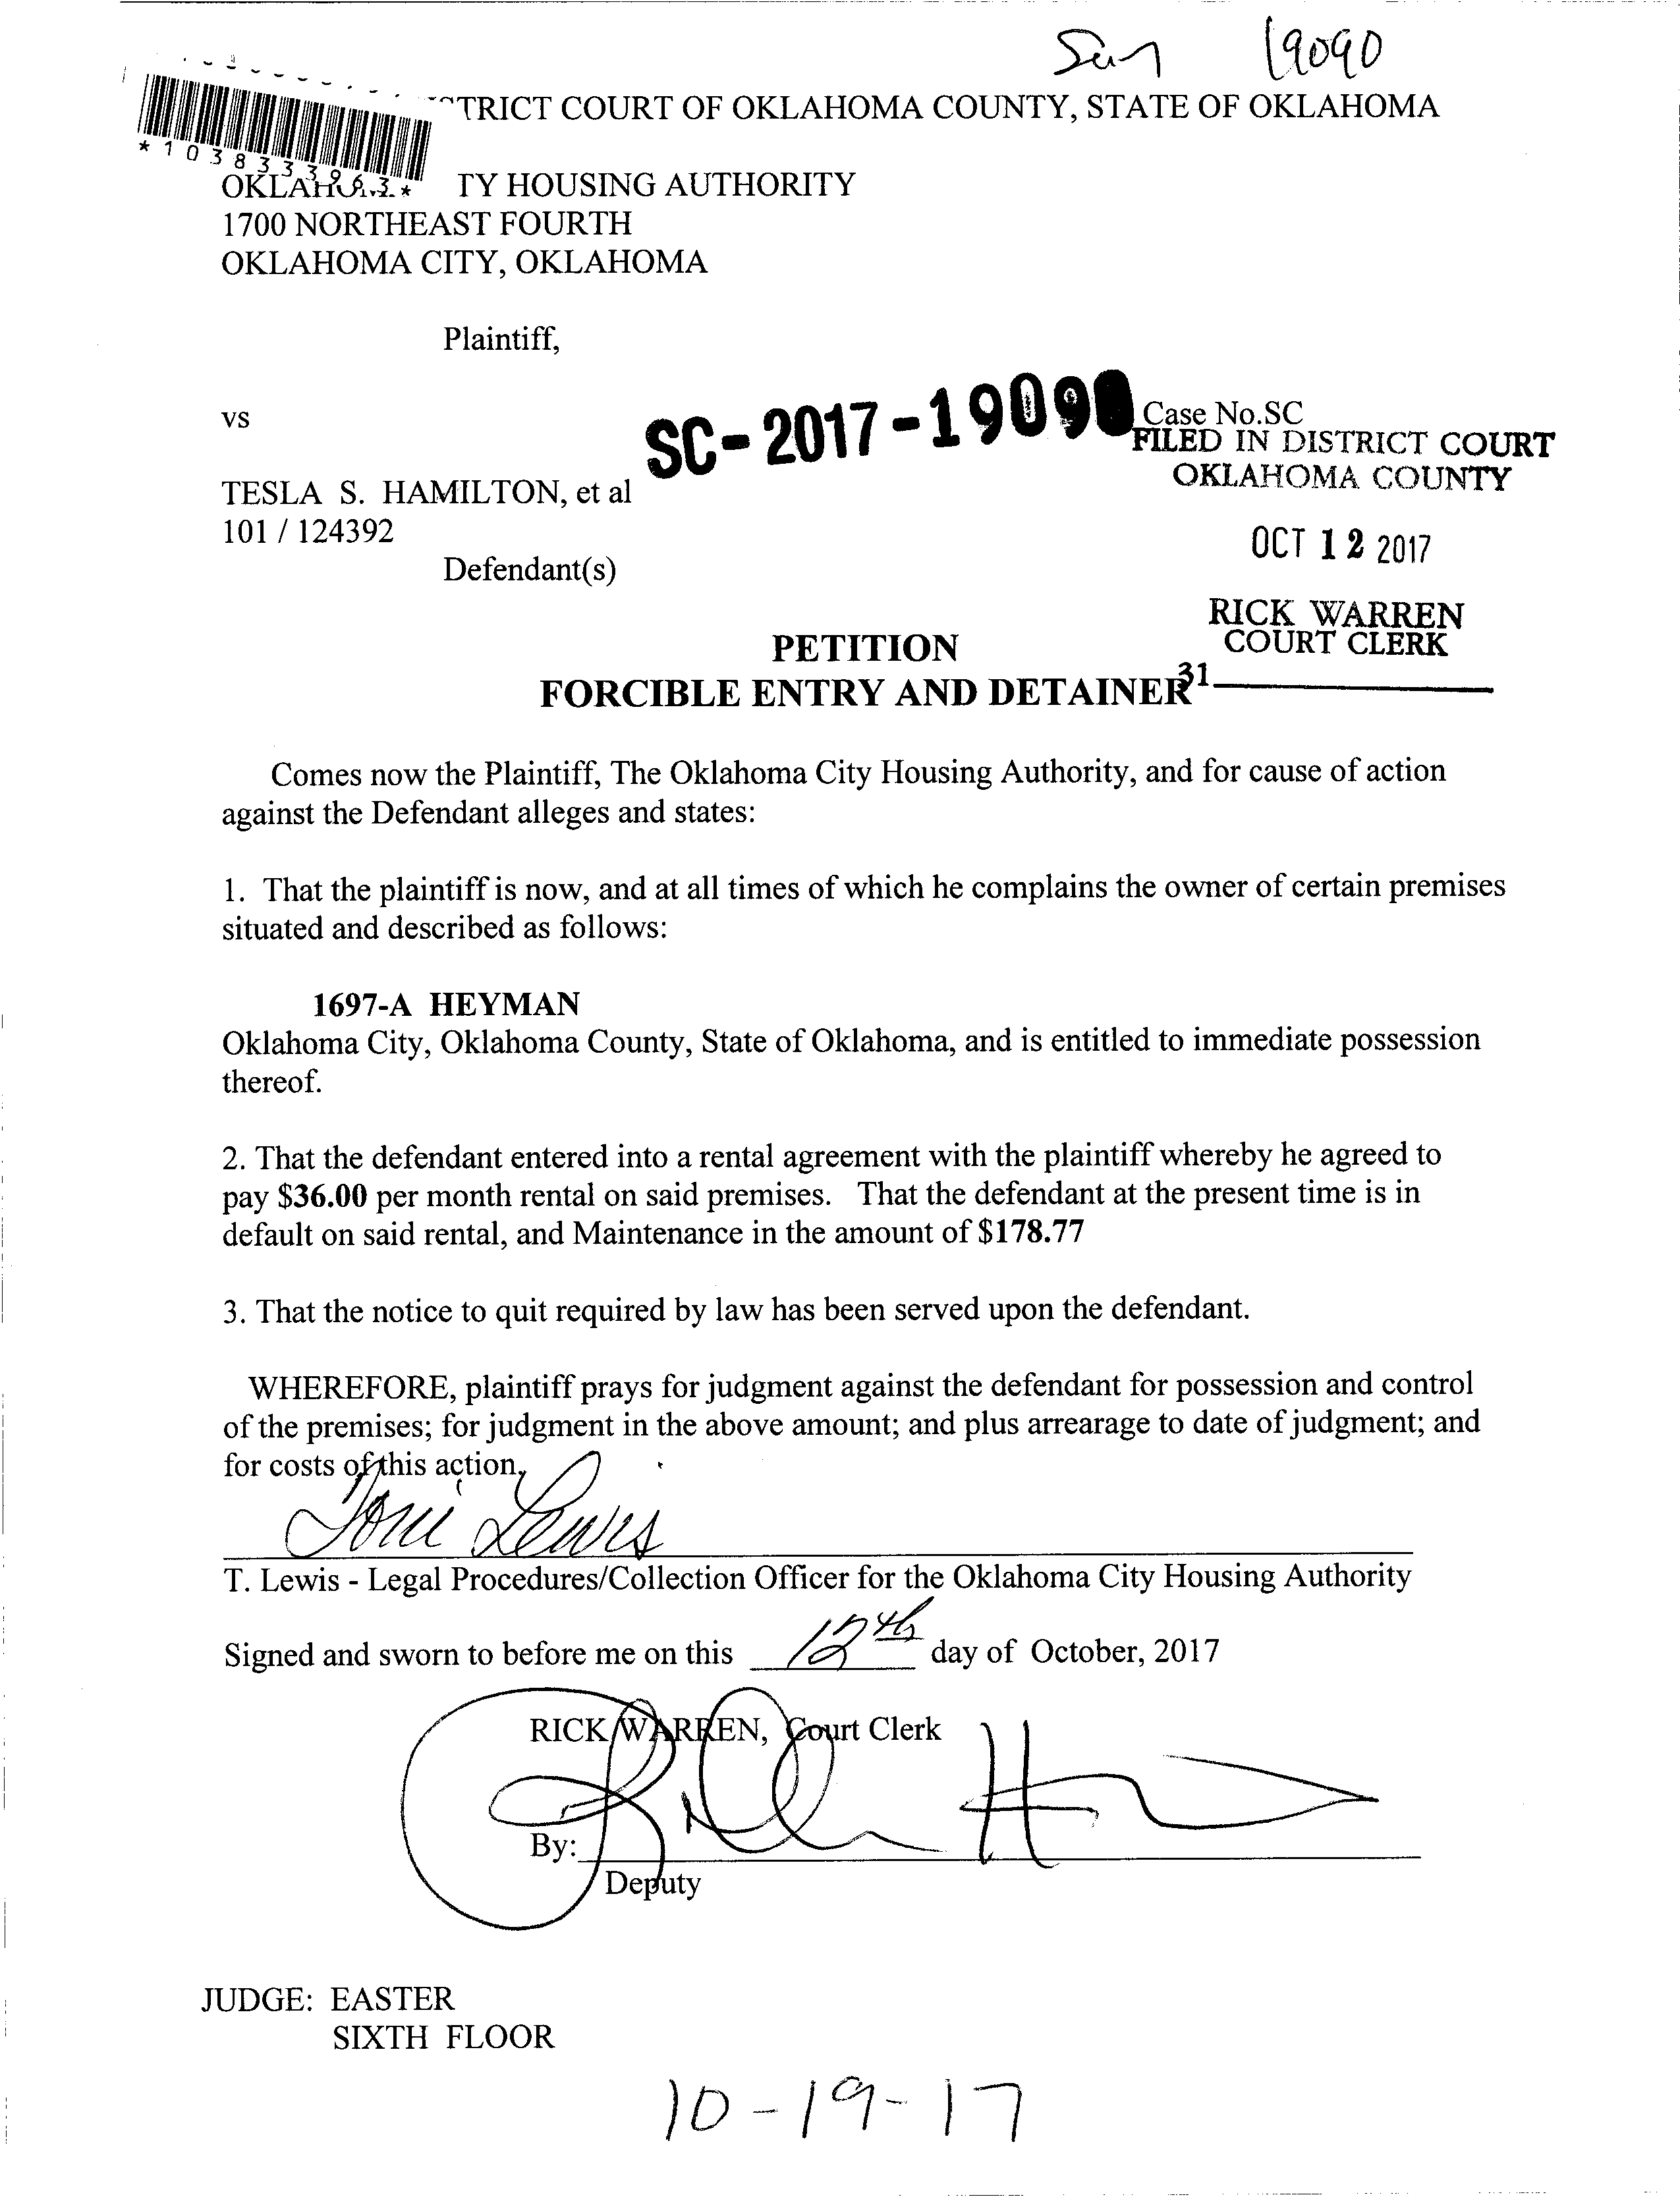 19090
TRICT COURT OF OKLAHOMA COUNTY, STATE OF OKLAHOMA
*1038333963*
TY HOUSING AUTHORITY
1700 NORTHEAST FOURTH
OKLAHOMA CITY, OKLAHOMA
Plaintiff,
vs
SC-2017-19090
Case No.SC
FILED IN DISTRICT COURT
OKLAHOMA COUNTY
TESLA S. HAMILTON, et al
101 / 124392
Defendant(s)
OCT 12 2017
RICK WARREN
COURT CLERK
31
PETITION
FORCIBLE ENTRY AND DETAINER
Comes now the Plaintiff, The Oklahoma City Housing Authority, and for cause of action
against the Defendant alleges and states:
1. That the plaintiff is now, and at all times of which he complains the owner of certain premises
situated and described as follows:
1697-A HEYMAN
Oklahoma City, Oklahoma County, State of Oklahoma, and is entitled to immediate possession
thereof.
2. That the defendant entered into a rental agreement with the plaintiff whereby he agreed to
pay $36.00 per month rental on said premises. That the defendant at the present time is in
default on said rental, and Maintenance in the amount of $178.77
3. That the notice to quit required by law has been served upon the defendant.
WHEREFORE, plaintiff prays for judgment against the defendant for possession and control
of the premises; for judgment in the above amount; and plus arrearage to date of judgment; and
for costs of this action.
Toni Lewis
T. Lewis - Legal Procedures/Collection Officer for the Oklahoma City Housing Authority
Signed and sworn to before me on this 12th day of October, 2017
RICK WARREN, Court Clerk
By:
Deputy
JUDGE: EASTER
SIXTH FLOOR
10-19-17